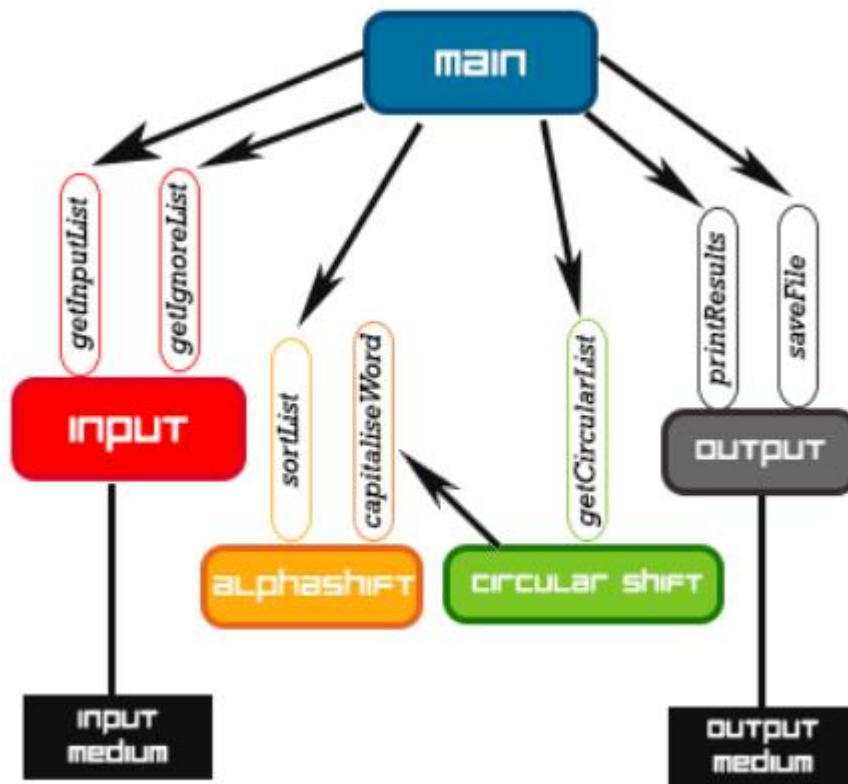 MAIN
getInputList
getIgnoreList
sortList
capitaliseWord
getCircularList
printResults
saveFile
INPUT
OUTPUT
ALPHASHIFT
CIRCULAR SHIFT
INPUT
MEDIUM
OUTPUT
MEDIUM